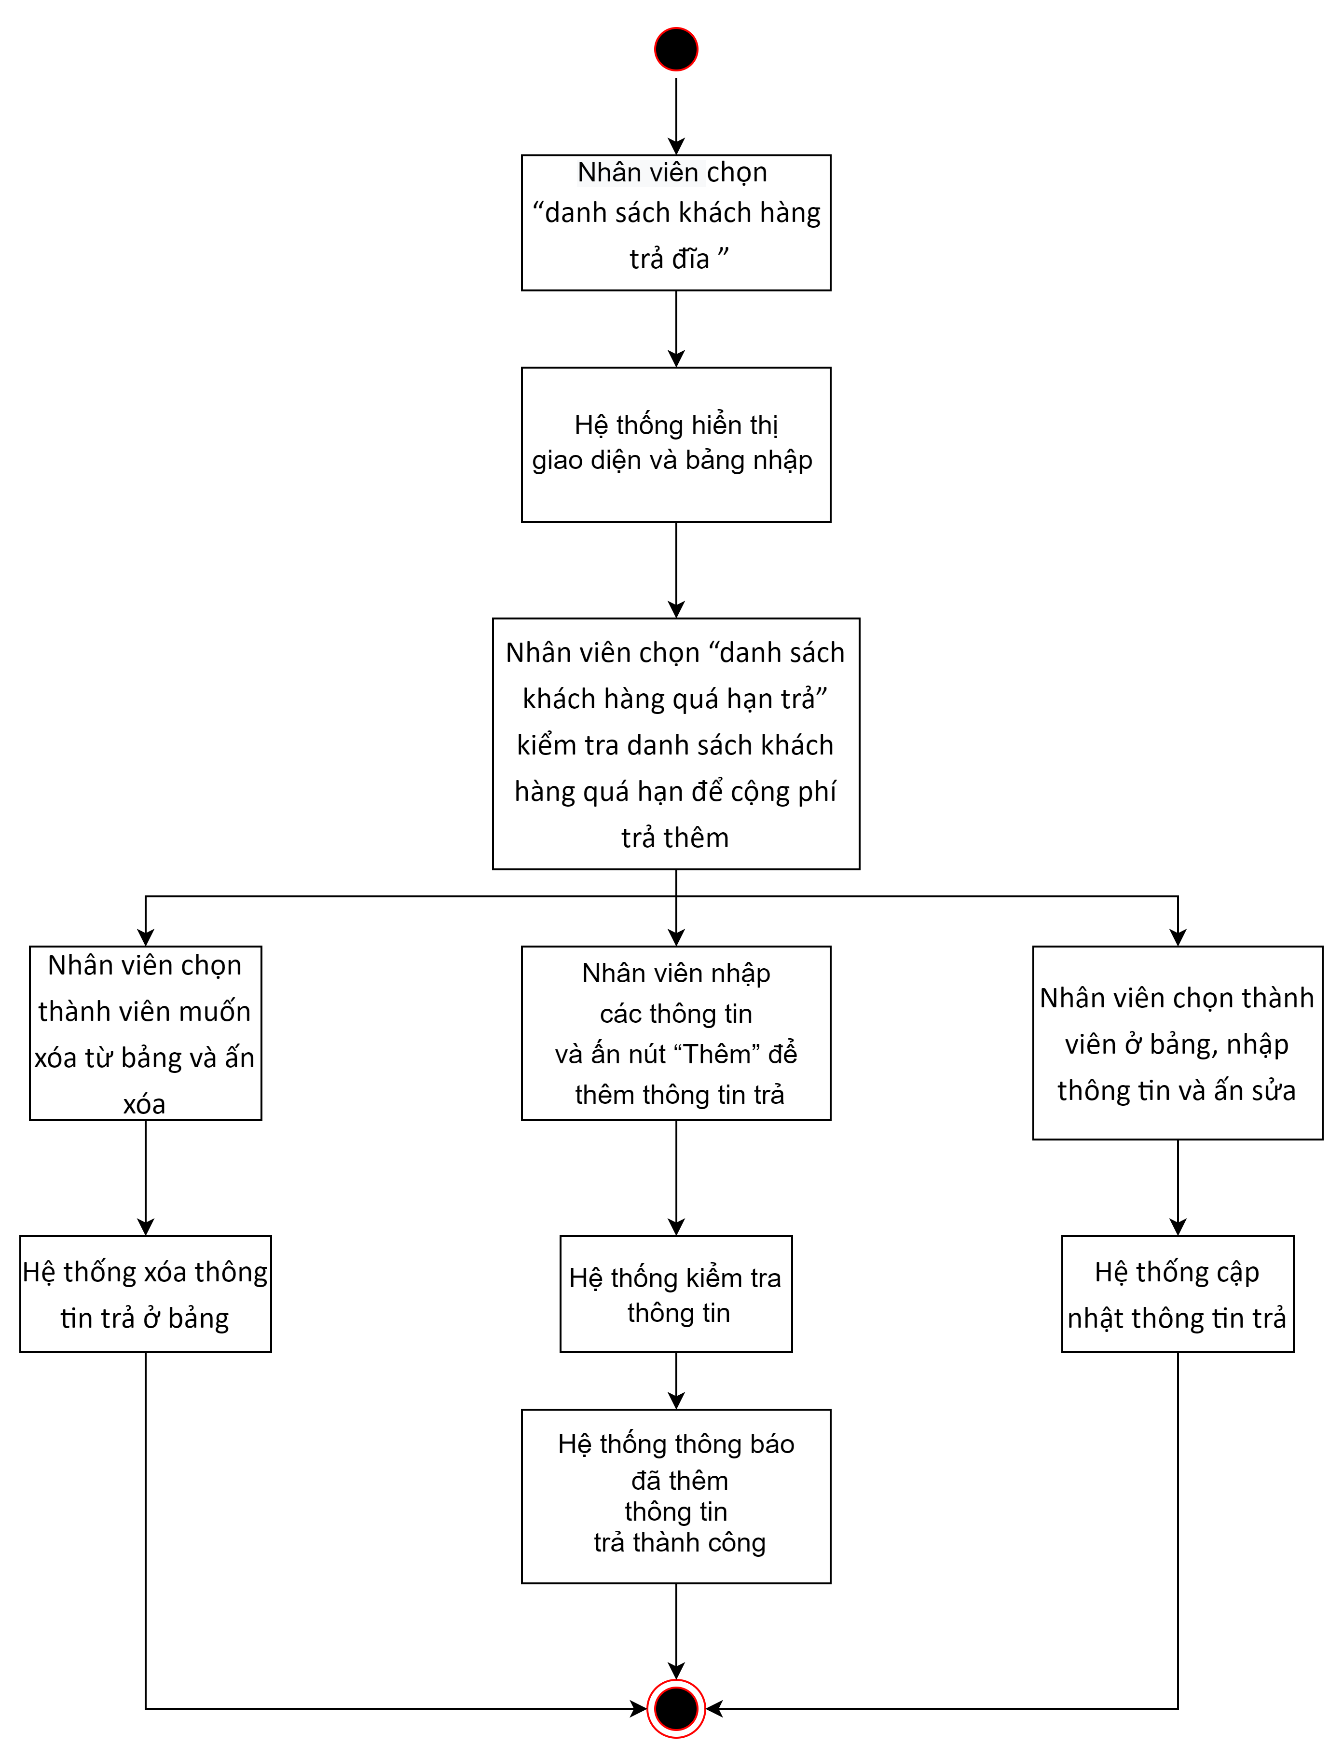 Nhân viên chọn
“danh sách khách hàng
trả đĩa ”
Hệ thống hiển thị
giao diện và bảng nhập
Nhân viên chọn “danh sách
khách hàng quá hạn trả”
kiểm tra danh sách khách
hàng quá hạn để cộng phí
trả thêm
Nhân viên chọn
thành viên muốn
xóa từ bảng và ấn
xóa
Nhân viên nhập
các thông tin
và ấn nút “Thêm” để
thêm thông tin trả
Nhân viên chọn thành
viên ở bảng, nhập
thông tin và ấn sửa
Hệ thống xóa thông
tin trả ở bảng
Hệ thống kiểm tra
thông tin
Hệ thống cập
nhật thông tin trả
Hệ thống thông báo
đã thêm
thông tin
trả thành công